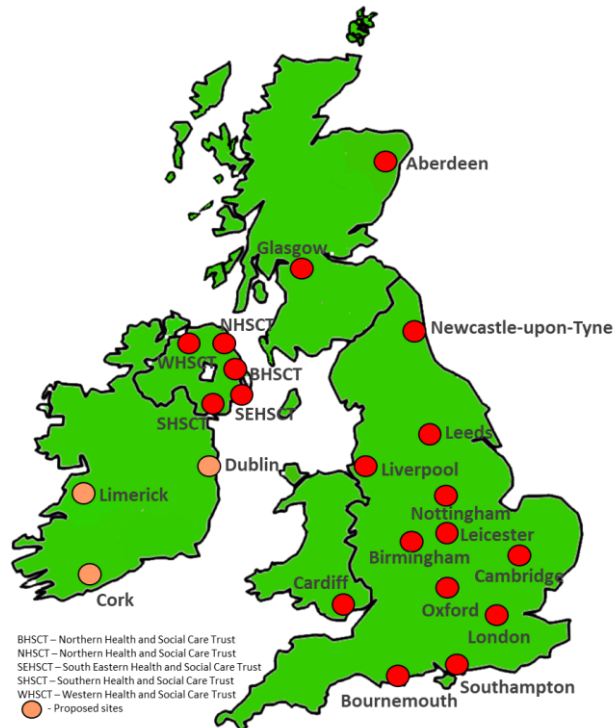 Aberdeen
Glasgow
Newcastle-upon-Tyne
NHSCT
WHSCT
BHSCT
SEHSCT
SHSCT
Leeds
Dublin
Liverpool
Limerick
Nottingham
Leicester
Birmingham
Cambridge
Cork
Cardiff
Oxford
London
Southampton
Bournemouth
BHSCT – Northern Health and Social Care Trust
NHSCT – Northern Health and Social Care Trust
SEHSCT – South Eastern Health and Social Care Trust
SHSCT – Southern Health and Social Care Trust
WHSCT – Western Health and Social Care Trust
- Proposed sites